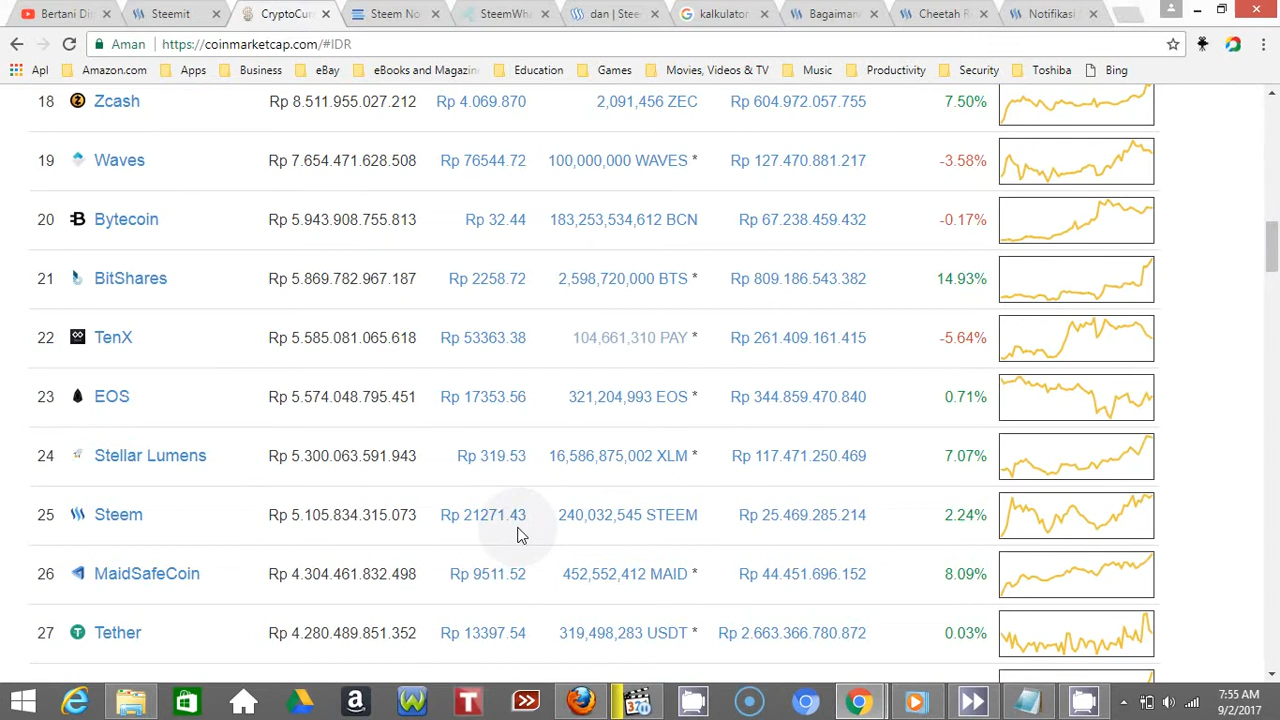 Bertani Dis Steemit CryptoCur Steem No SteemWha dan | Stee kalkulator Bagaiman Cheetah R Notifikasi
Aman https://coinmarketcap.com/#IDR
Apl Amazon.com Apps Business eBay eBooks and Magazin Education Games Movies, Videos & TV Music Productivity Security Toshiba Bing
18 Zcash Rp 8.511.955.027.212 Rp 4.069.870 2,091,456 ZEC Rp 604.972.057.755 7.50%
19 Waves Rp 7.654.471.628.508 Rp 76544.72 100,000,000 WAVES * Rp 127.470.881.217 -3.58%
20 Bytecoin Rp 5.943.908.755.813 Rp 32.44 183,253,534,612 BCN Rp 67.238.459.432 -0.17%
21 BitShares Rp 5.869.782.967.187 Rp 2258.72 2,598,720,000 BTS * Rp 809.186.543.382 14.93%
22 TenX Rp 5.585.081.065.618 Rp 53363.38 104,661,310 PAY * Rp 261.409.161.415 -5.64%
23 EOS Rp 5.574.048.795.451 Rp 17353.56 321,204,993 EOS * Rp 344.859.470.840 0.71%
24 Stellar Lumens Rp 5.300.063.591.943 Rp 319.53 16,586,875,002 XLM * Rp 117.471.250.469 7.07%
25 Steem Rp 5.105.834.315.073 Rp 21271.43 240,032,545 STEEM Rp 25.469.285.214 2.24%
26 MaidSafeCoin Rp 4.304.461.832.498 Rp 9511.52 452,552,412 MAID * Rp 44.451.696.152 8.09%
27 Tether Rp 4.280.489.851.352 Rp 13397.54 319,498,283 USDT * Rp 2.663.366.780.872 0.03%
7:55 AM
9/2/2017